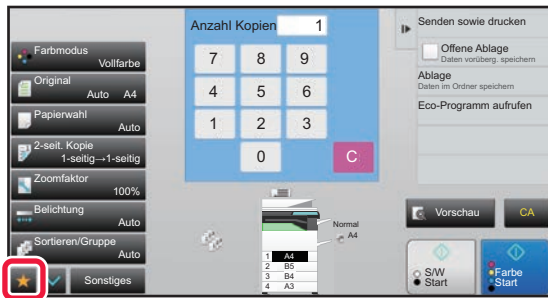 Anzahl Kopien 1
Senden sowie drucken
Offene Ablage
Daten vorüberg. speichern
Ablage
Daten im Ordner speichern
Eco-Programm aufrufen
Farbmodus
Vollfarbe
Original
Auto A4
Papierwahl
Auto
2-seit. Kopie
1-seitig→1-seitig
Zoomfaktor
100%
Belichtung
Auto
Sortieren/Gruppe
Auto
Sonstiges
7 8 9
4 5 6
1 2 3
0 C
Normal
A4
1 A4
2 B5
3 B4
4 A3
Vorschau
CA
S/W
Start
Farbe
Start